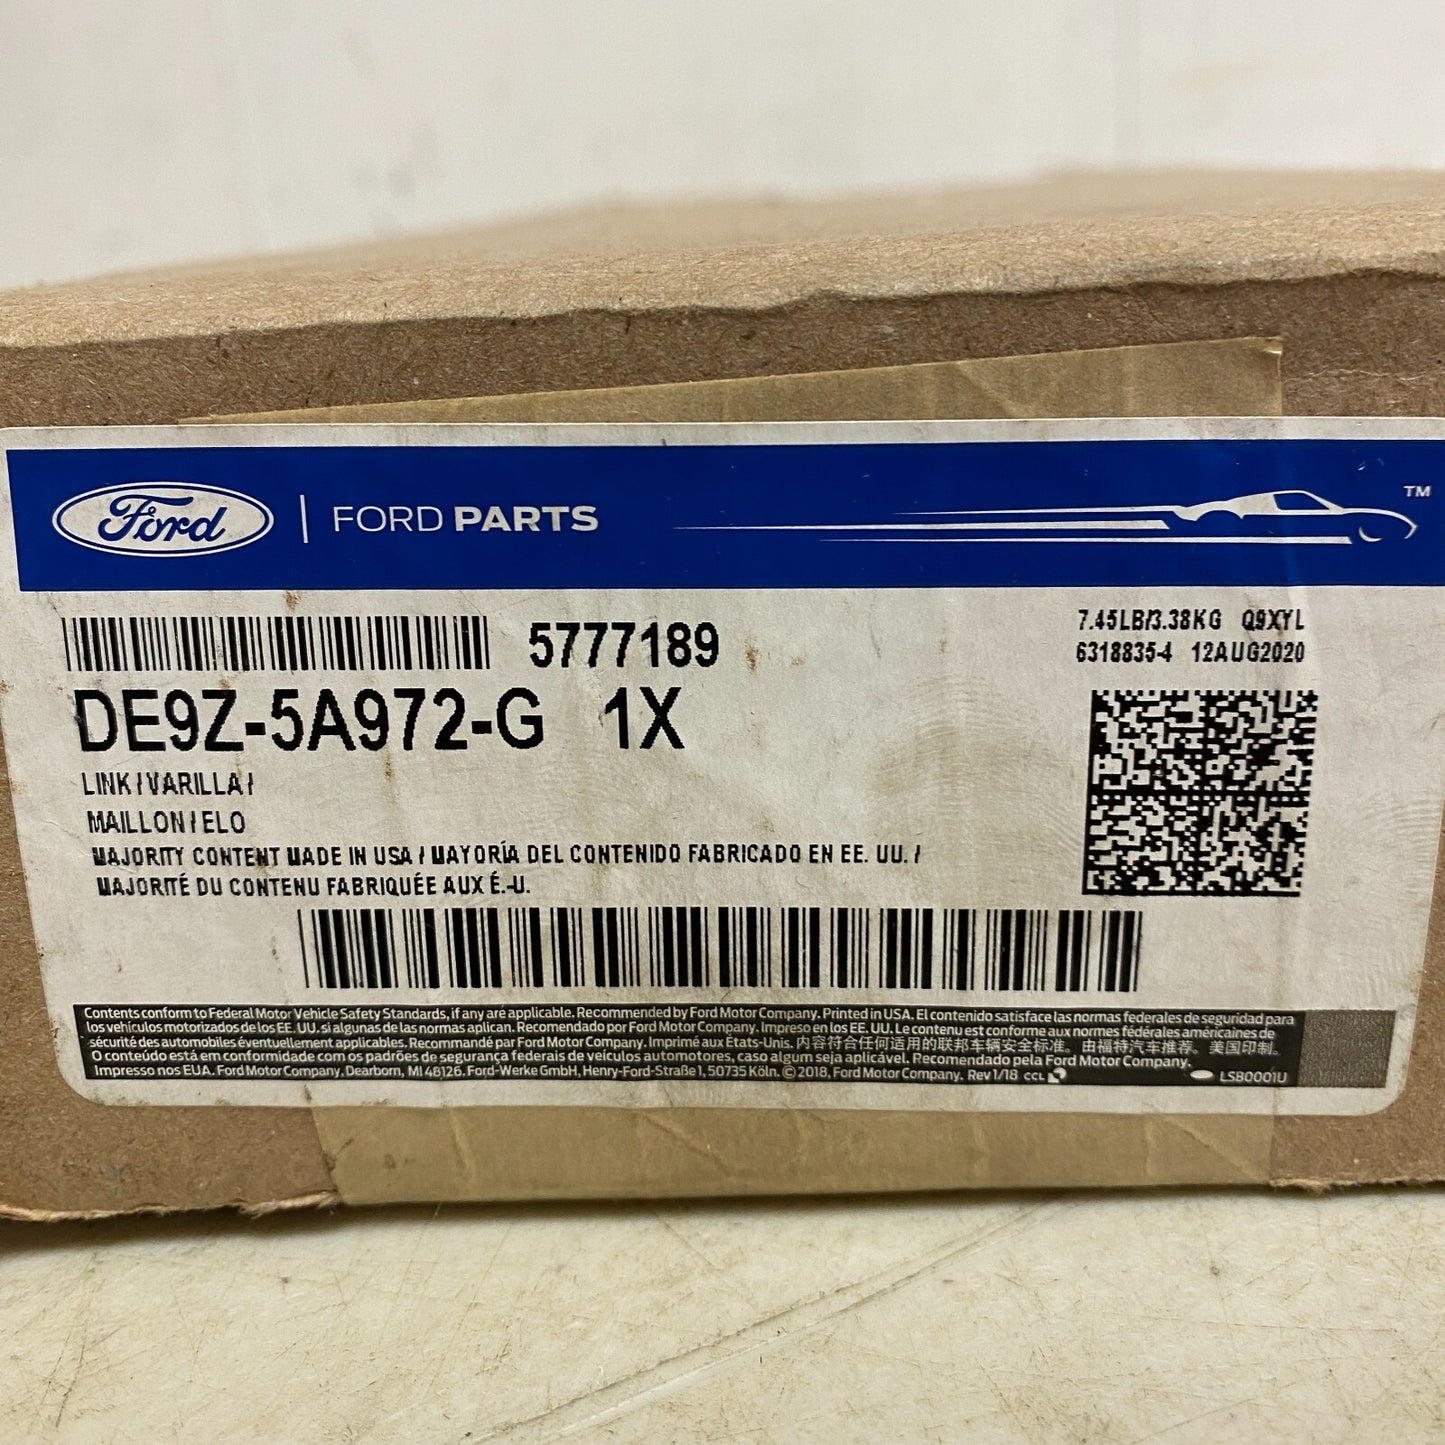 Ford | FORD PARTS
TM
5777189
7.45LB/3.38KG Q9XYL
6318835-4 12AUG2020
DE9Z-5A972-G 1X
LINK/VARILLA/
MAILLON/ELO
MAJORITY CONTENT MADE IN USA / MAYORÍA DEL CONTENIDO FABRICADO EN EE. UU. /
MAJORITÉ DU CONTENU FABRIQUÉE AUX É.-U.
Contents conform to Federal Motor Vehicle Safety Standards, if any are applicable. Recommended by Ford Motor Company. Printed in USA. El contenido satisface las normas federales de seguridad para
los vehículos motorizados de los EE. UU. si algunas de las normas aplican. Recomendado por Ford Motor Company. Impreso en los EE. UU. Le contenu est conforme aux normes fédérales américaines de
sécurité des automobiles éventuellement applicables. Recommandé par Ford Motor Company. Imprimé aux États-Unis. 内容符合任何适用的联邦车辆安全标准。由福特汽车推荐。美国印制。
O conteúdo está em conformidade com os padrões de segurança federais de veículos automotores, caso algum seja aplicável. Recomendado pela Ford Motor Company.
Impresso nos EUA. Ford Motor Company, Dearborn, MI 48126. Ford-Werke GmbH, Henry-Ford-Straße 1, 50735 Köln. © 2018, Ford Motor Company. Rev 1/18 CCL LSB0001U